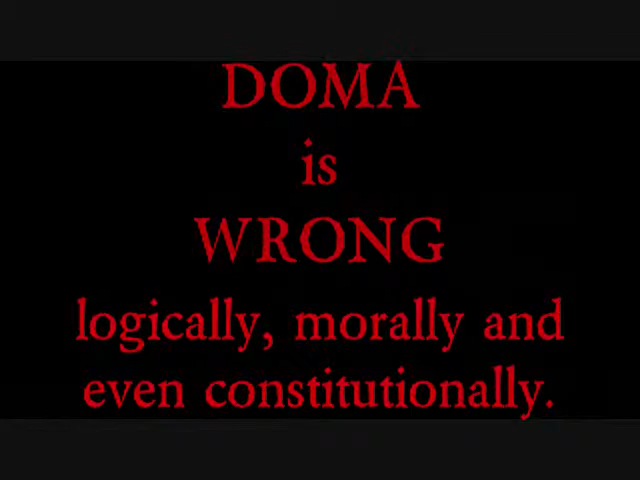 DOMA
is
WRONG
logically, morally and
even constitutionally.